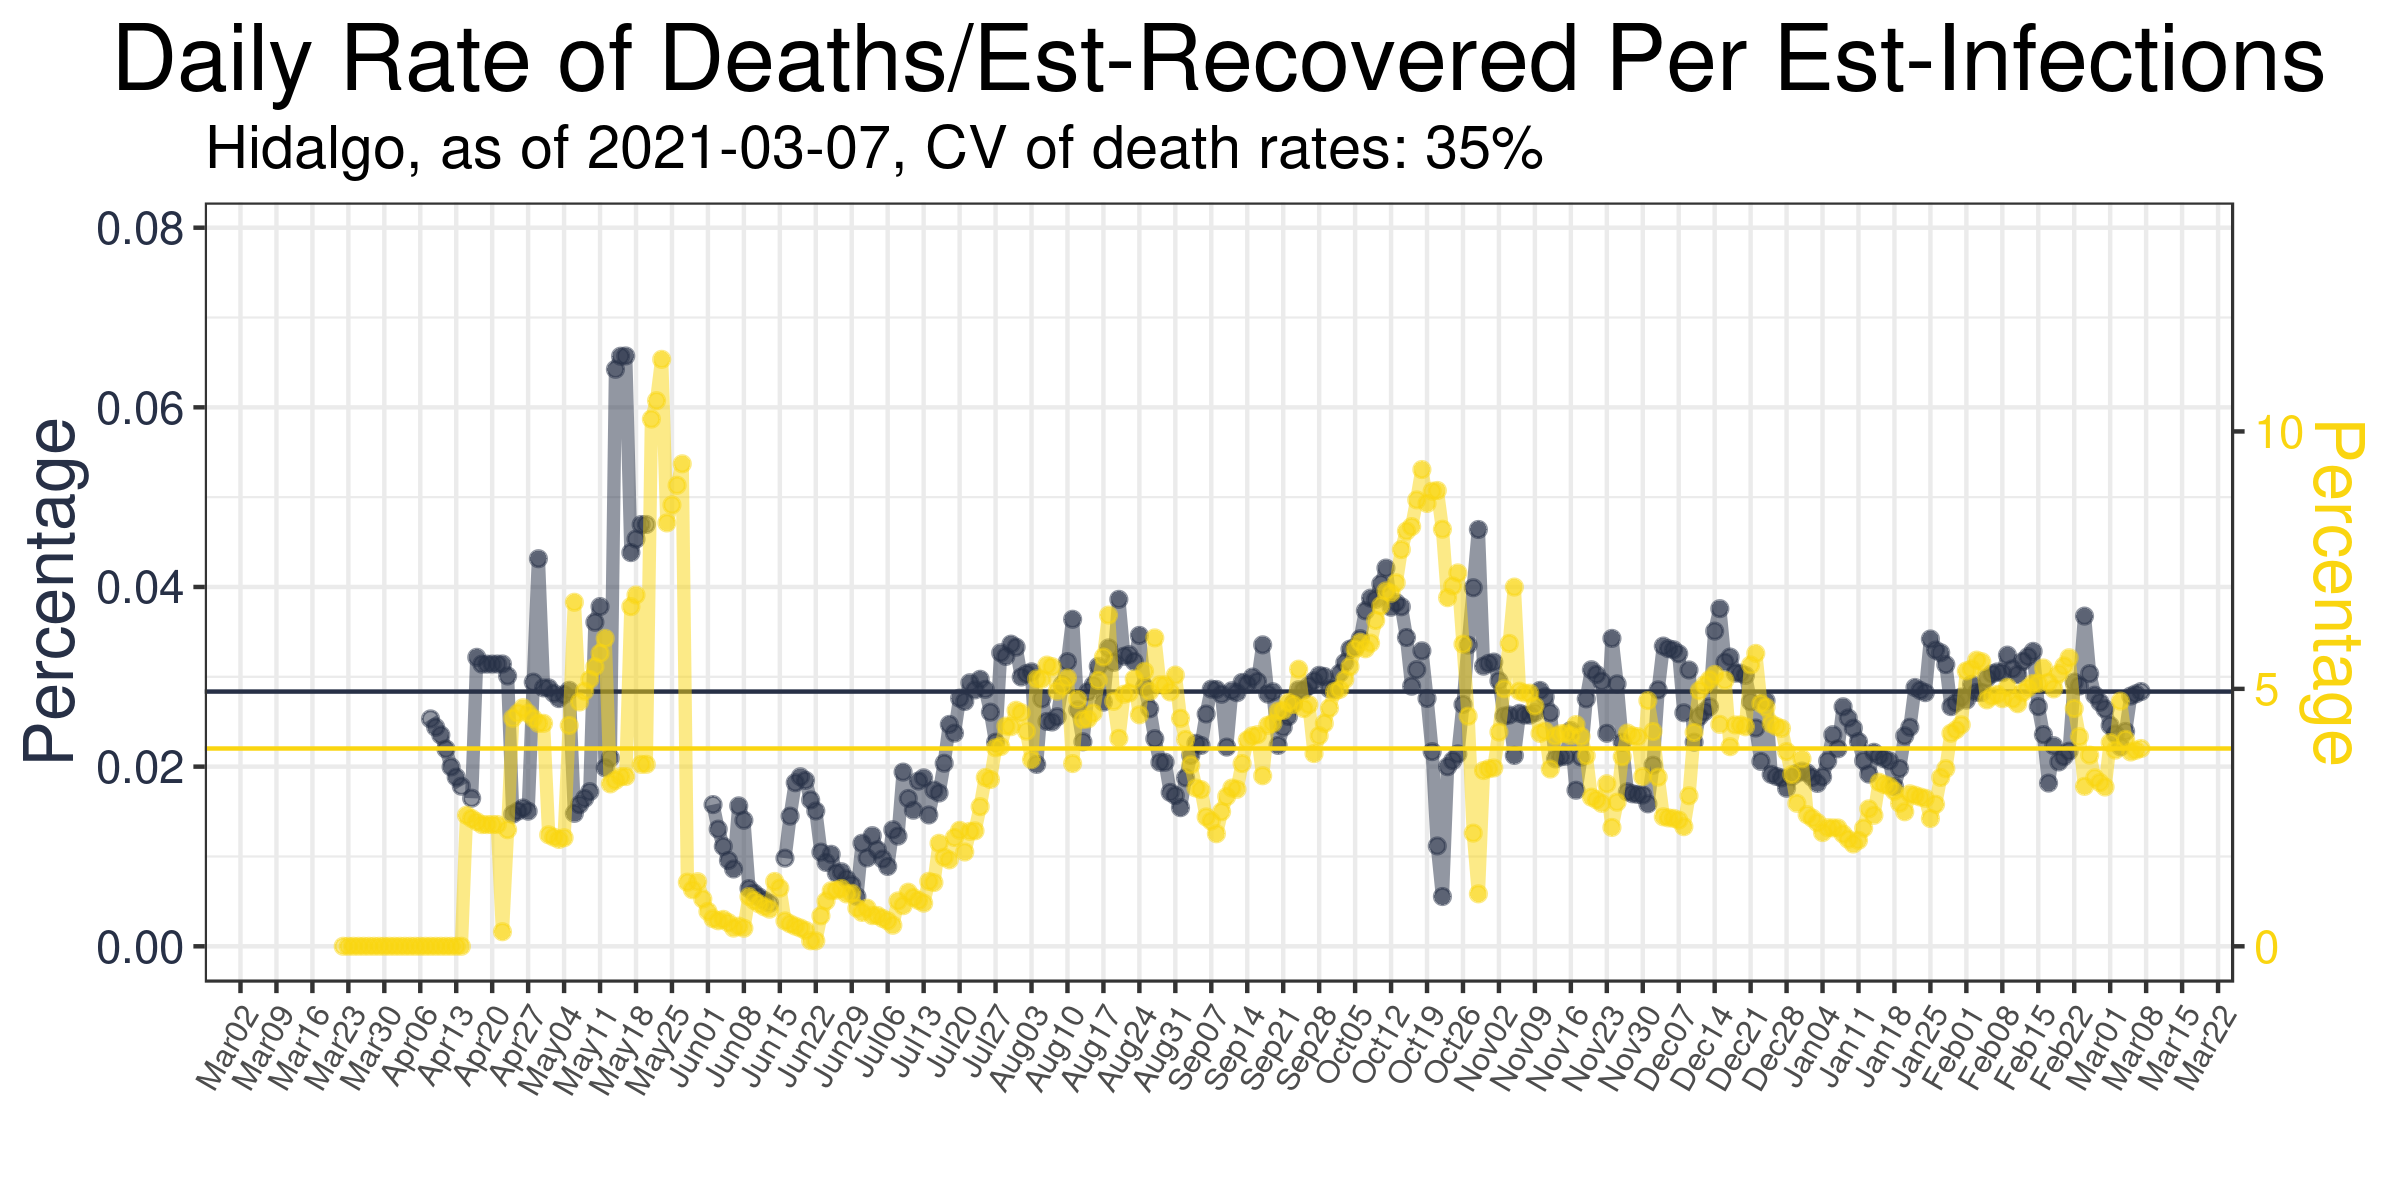 Daily Rate of Deaths/Est-Recovered Per Est-Infections
Hidalgo, as of 2021-03-07, CV of death rates: 35%
Percentage
0.08
0.06
0.04
0.02
0.00
10
5
0
Percentage
Mar02
Mar09
Mar16
Mar23
Mar30
Apr06
Apr13
Apr20
Apr27
May04
May11
May18
May25
Jun01
Jun08
Jun15
Jun22
Jun29
Jul06
Jul13
Jul20
Jul27
Aug03
Aug10
Aug17
Aug24
Aug31
Sep07
Sep14
Sep21
Sep28
Oct05
Oct12
Oct19
Oct26
Nov02
Nov09
Nov16
Nov23
Nov30
Dec07
Dec14
Dec21
Dec28
Dec04
Jan11
Jan18
Jan25
Feb01
Feb08
Feb15
Feb22
Mar01
Mar08
Mar15
Mar22